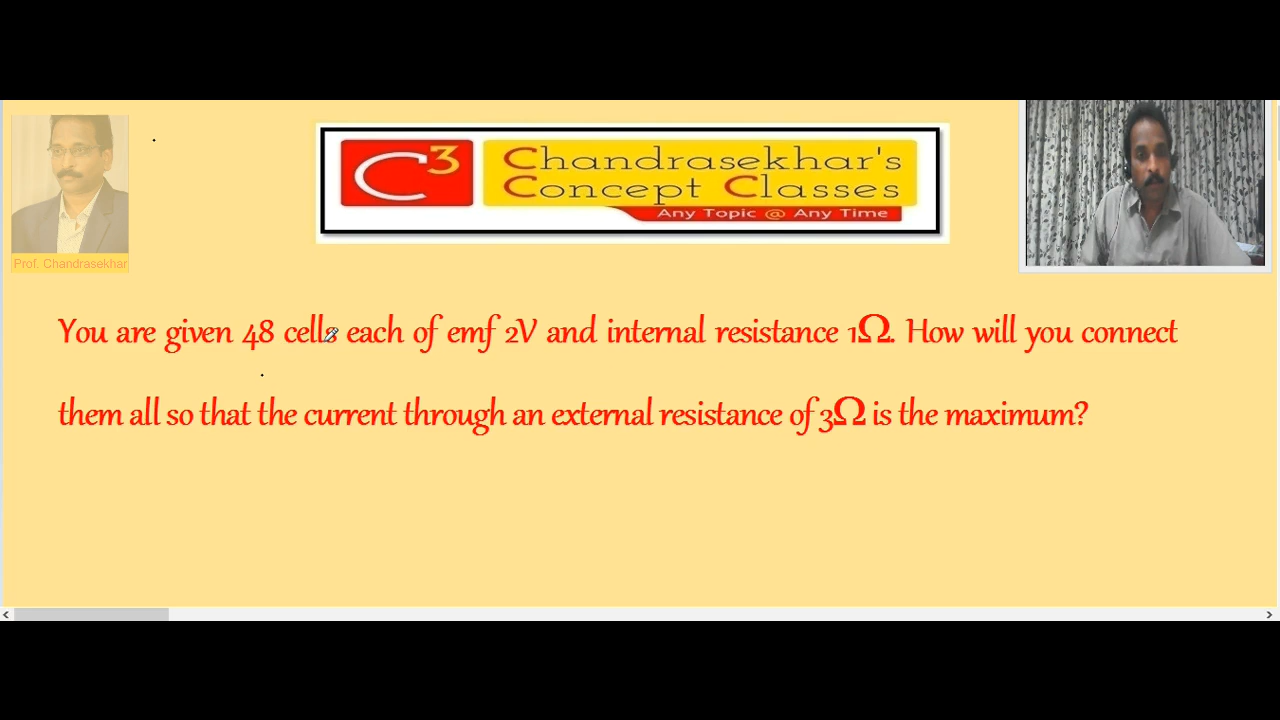 C3
Chandrasekhar's
Concept Classes
Any Topic @ Any Time
Prof. Chandrasekhar
You are given 48 cells each of emf 2V and internal resistance 1Ω. How will you connect
them all so that the current through an external resistance of 3Ω is the maximum?